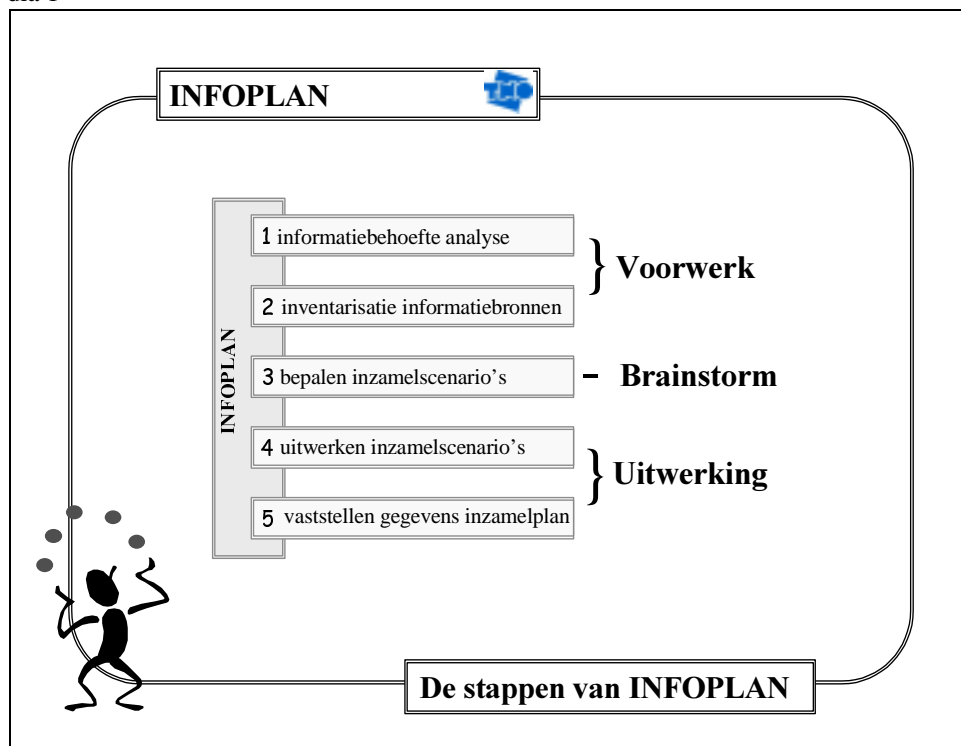 INFOPLAN
INFOPLAN
1 informatiebehoefte analyse
2 inventarisatie informatiebronnen
3 bepalen inzamelscenario's
4 uitwerken inzamelscenario's
5 vaststellen gegevens inzamelplan
} Voorwerk
– Brainstorm
} Uitwerking
De stappen van INFOPLAN